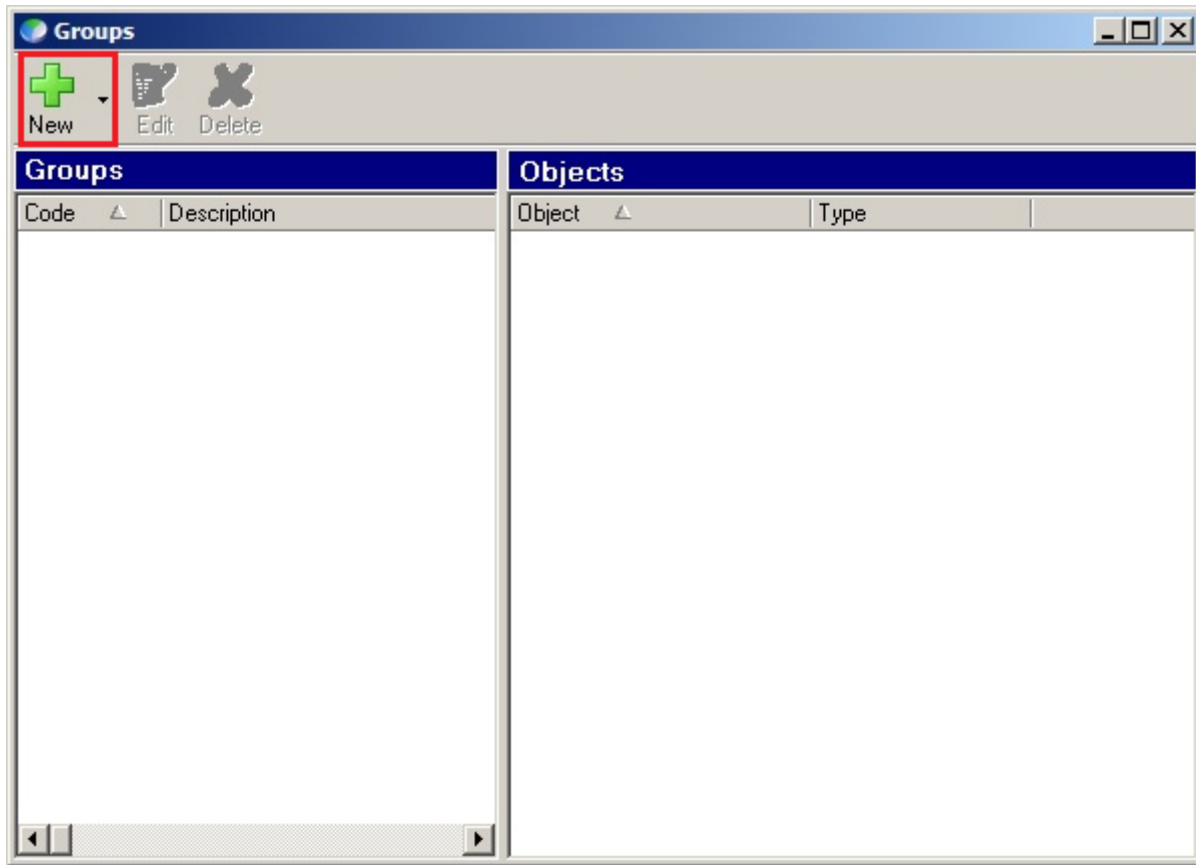 Groups
New
Edit
Delete
Groups
Objects
Code
Description
Object
Type